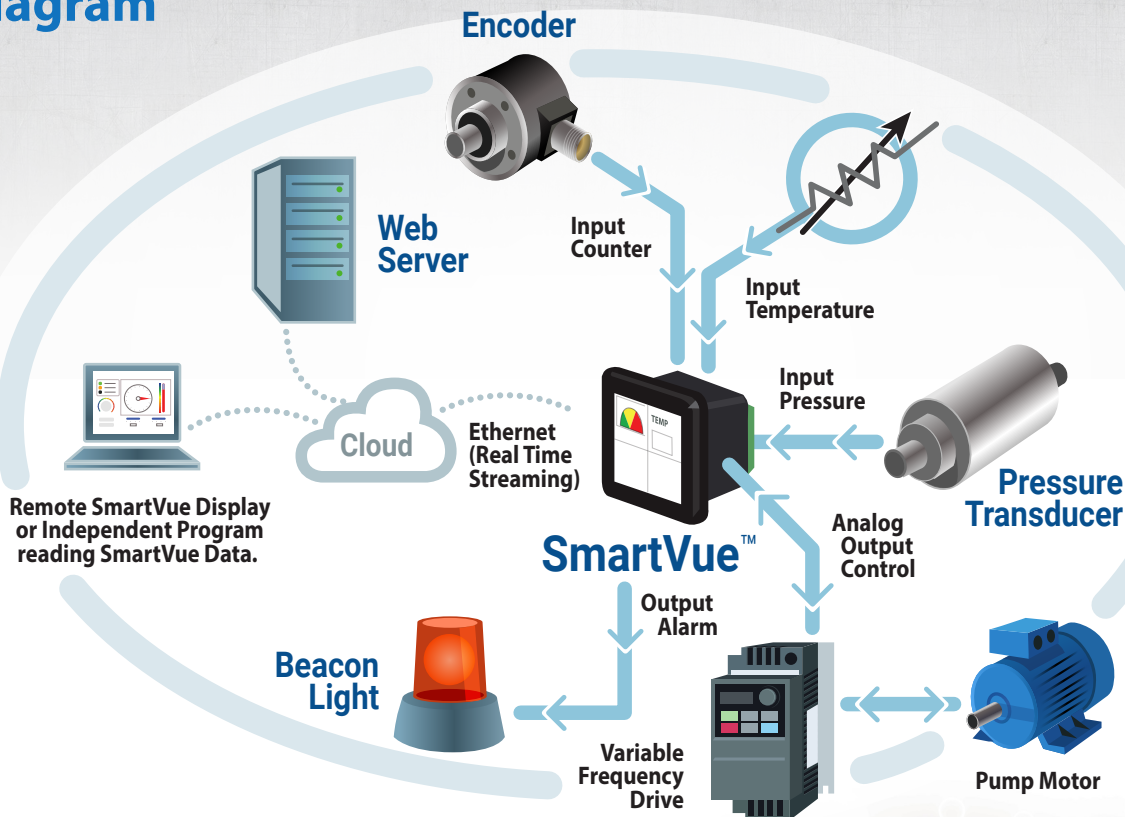 Encoder
Web
Server
Input
Counter
Input
Temperature
Input
Pressure
TEMP
Cloud
Ethernet
(Real Time
Streaming)
Pressure
Transducer
Remote SmartVue Display
or Independent Program
reading SmartVue Data.
SmartVue™
Analog
Output
Control
Output
Alarm
Beacon
Light
Variable
Frequency
Drive
Pump Motor